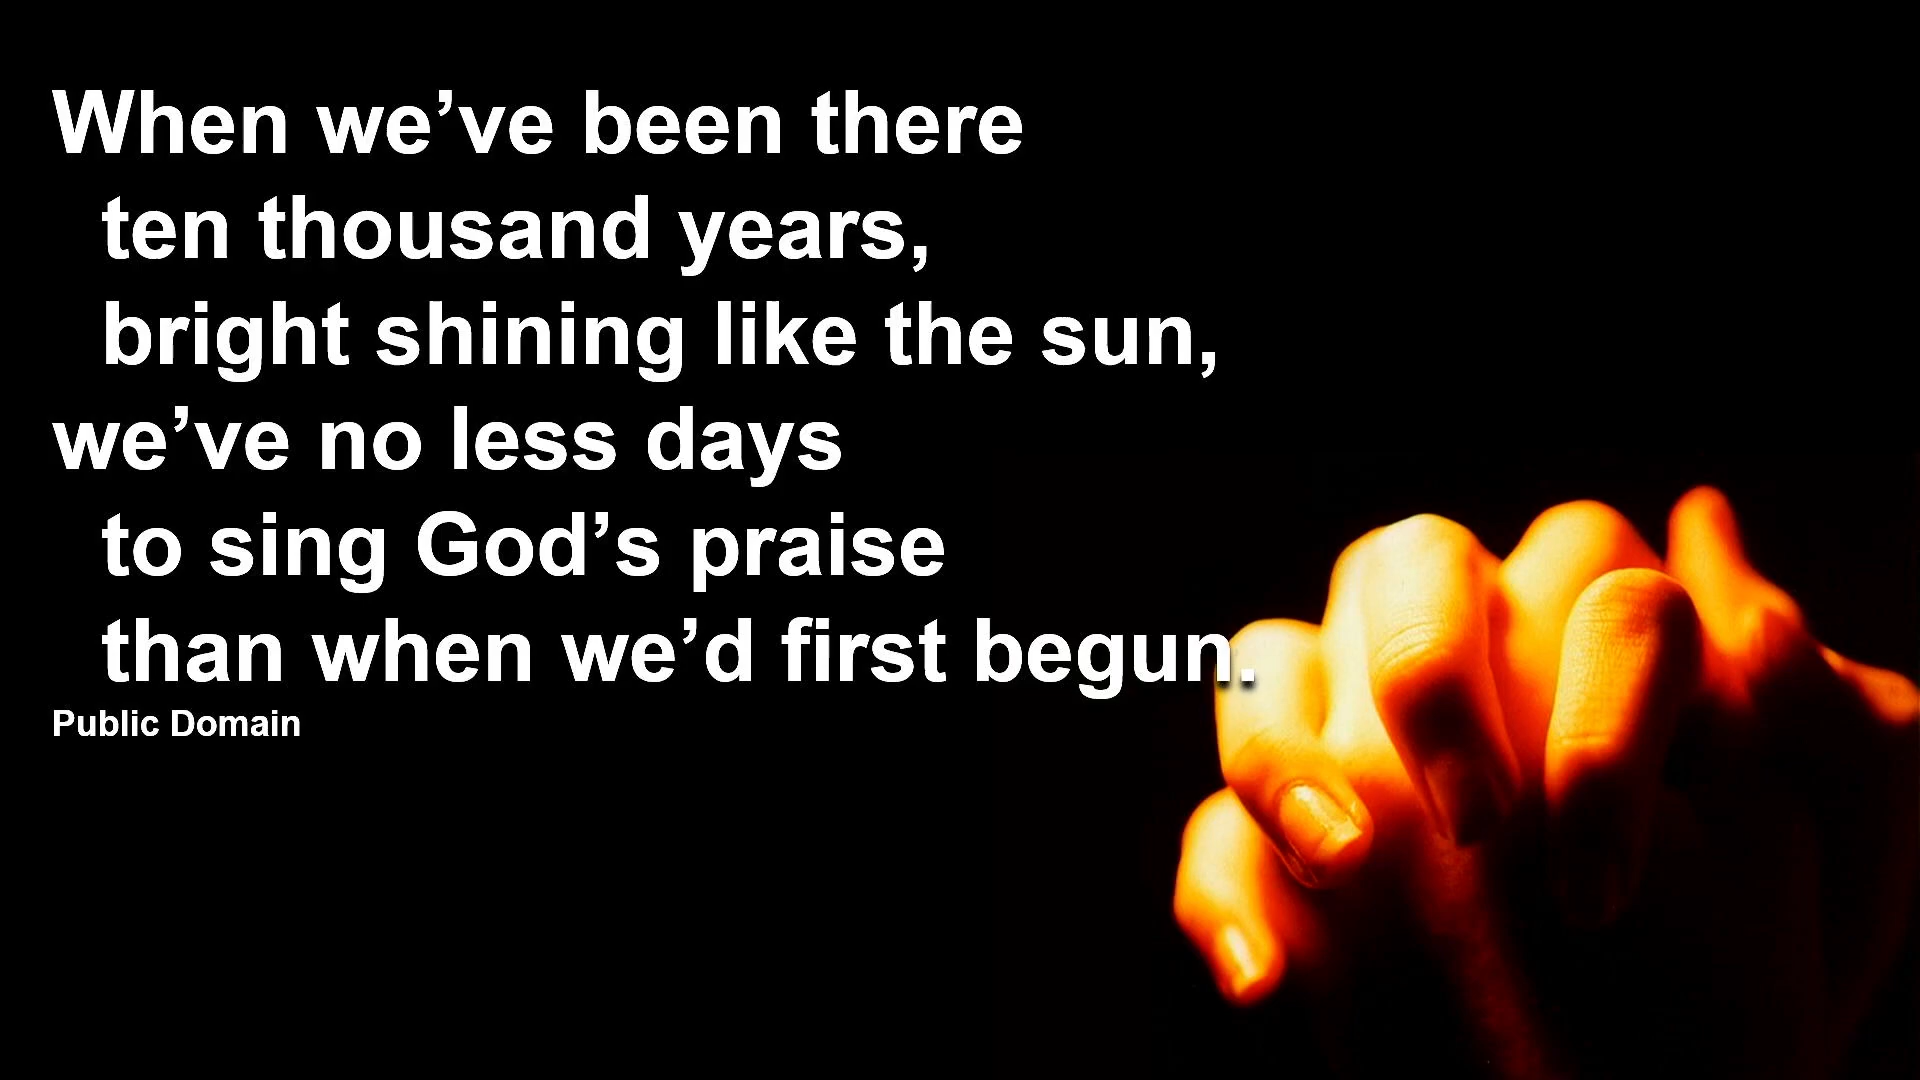 When we’ve been there
ten thousand years,
bright shining like the sun,
we’ve no less days
to sing God’s praise
than when we’d first begun.
Public Domain